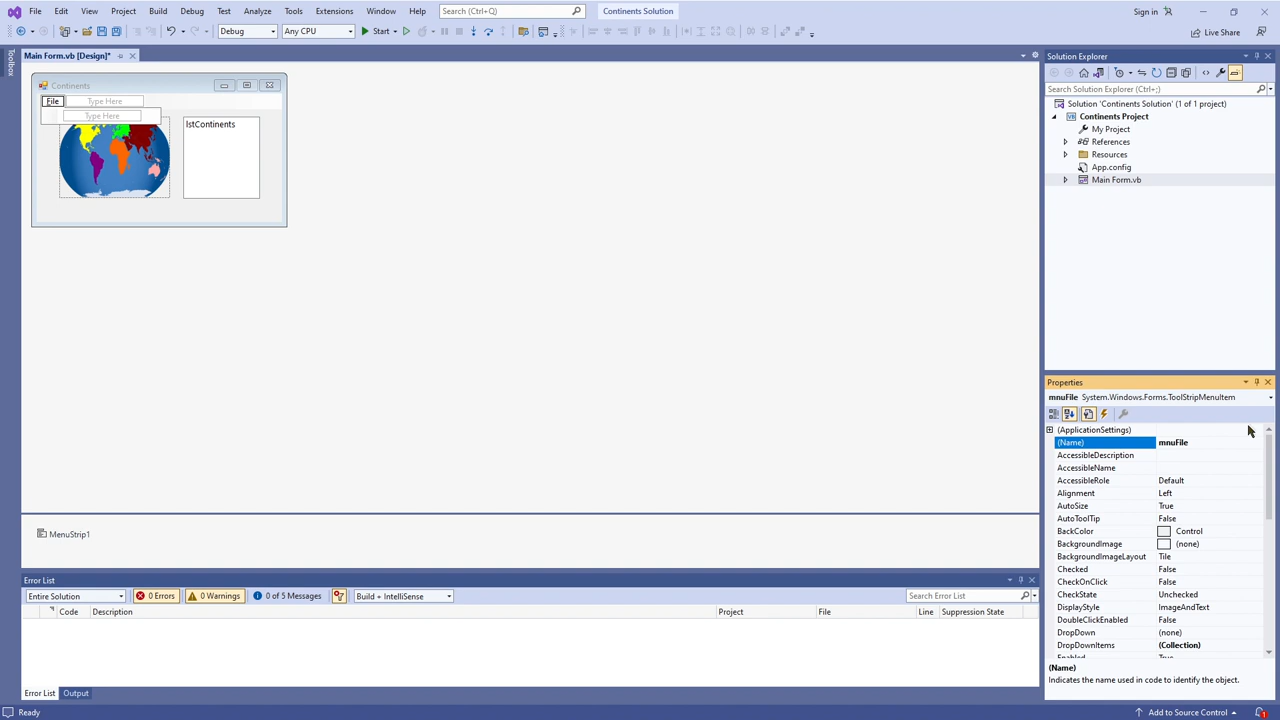 File Edit View Project Build Debug Test Analyze Tools Extensions Window Help Search (Ctrl+Q) Continents Solution Sign in
Debug Any CPU Start Live Share
Toolbox
Main Form.vb [Design]*
Continents
File Type Here
Type Here
lstContinents
MenuStrip1
Solution Explorer
Search Solution Explorer (Ctrl+;)
Solution 'Continents Solution' (1 of 1 project)
VB Continents Project
My Project
References
Resources
App.config
Main Form.vb
Properties
mnuFile System.Windows.Forms.ToolStripMenuItem
(ApplicationSettings)
(Name) mnuFile
AccessibleDescription
AccessibleName
AccessibleRole Default
Alignment Left
AutoSize True
AutoToolTip False
BackColor Control
BackgroundImage (none)
BackgroundImageLayout Tile
Checked False
CheckOnClick False
CheckState Unchecked
DisplayStyle ImageAndText
DoubleClickEnabled False
DropDown (none)
DropDownItems (Collection)
Enabled True
(Name)
Indicates the name used in code to identify the object.
Error List
Entire Solution 0 Errors 0 Warnings 0 of 5 Messages Build + IntelliSense Search Error List
Code Description Project File Line Suppression State
Error List Output
Ready Add to Source Control 1